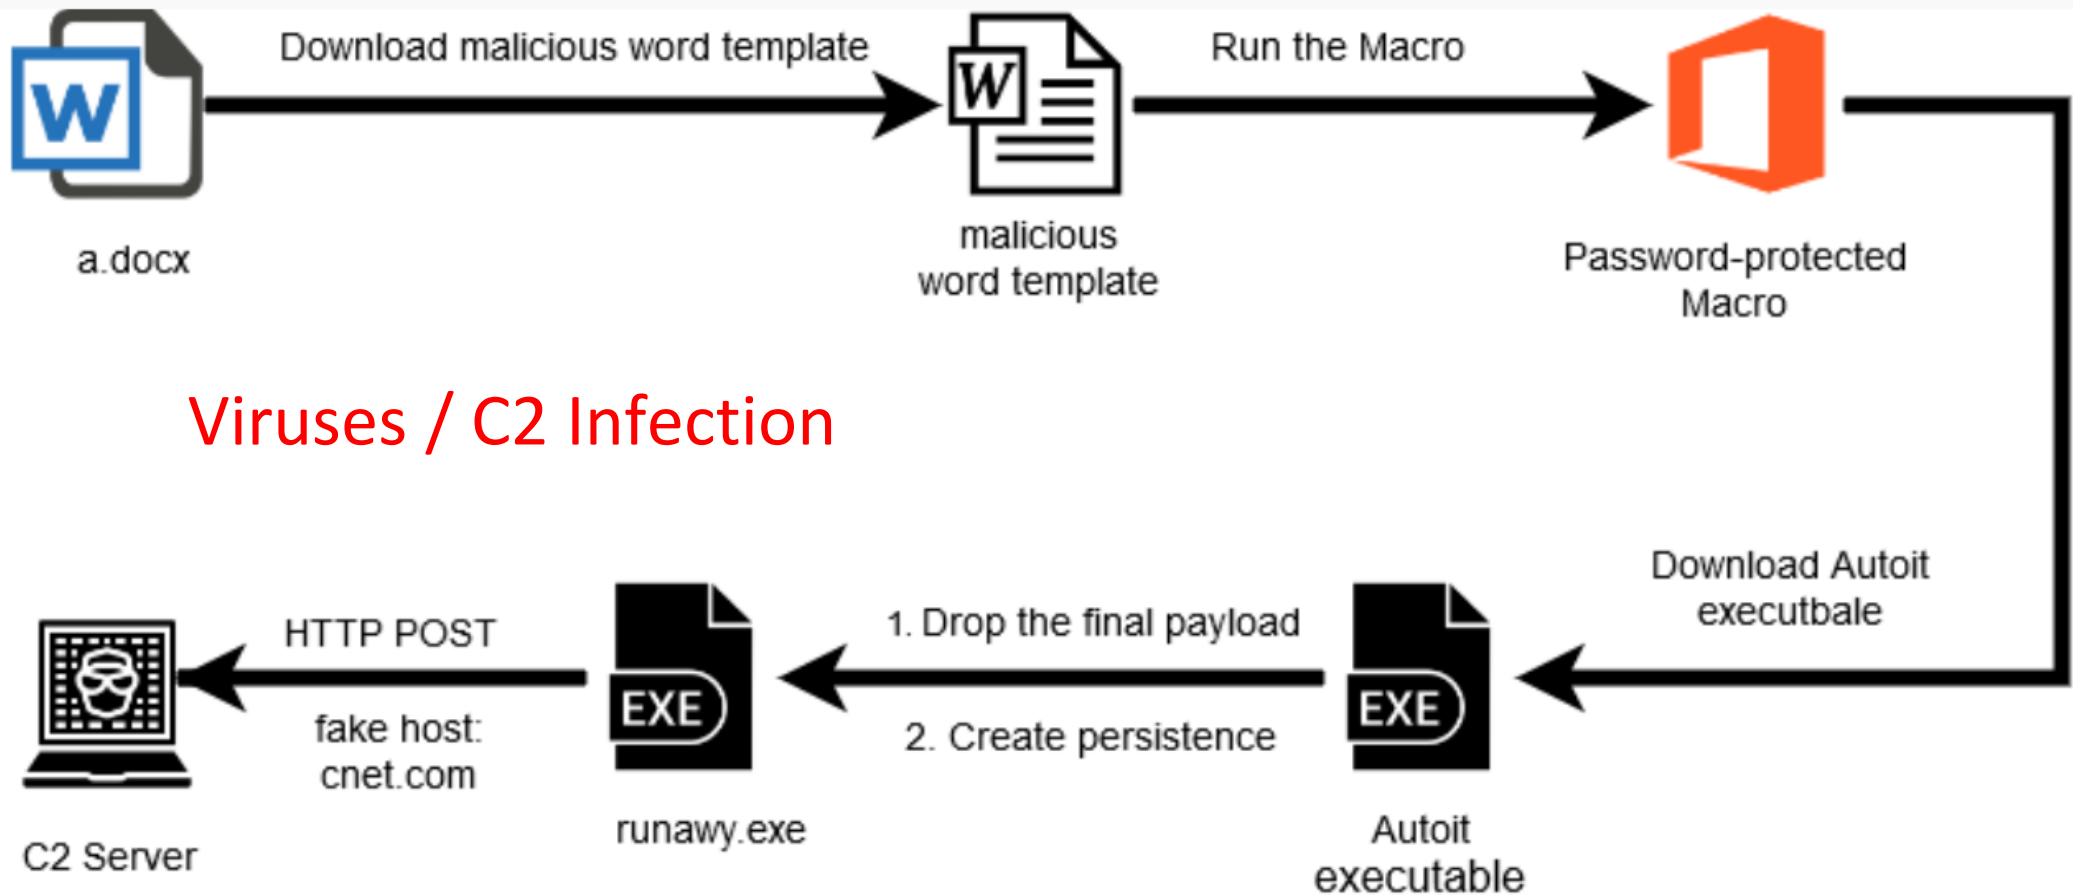 W
Download malicious word template
W
Run the Macro
a.docx
malicious
word template
Password-protected
Macro
Viruses / C2 Infection
Download Autoit
executbale
EXE
Autoit
executable
1. Drop the final payload
2. Create persistence
EXE
runawy.exe
HTTP POST
fake host:
cnet.com
C2 Server